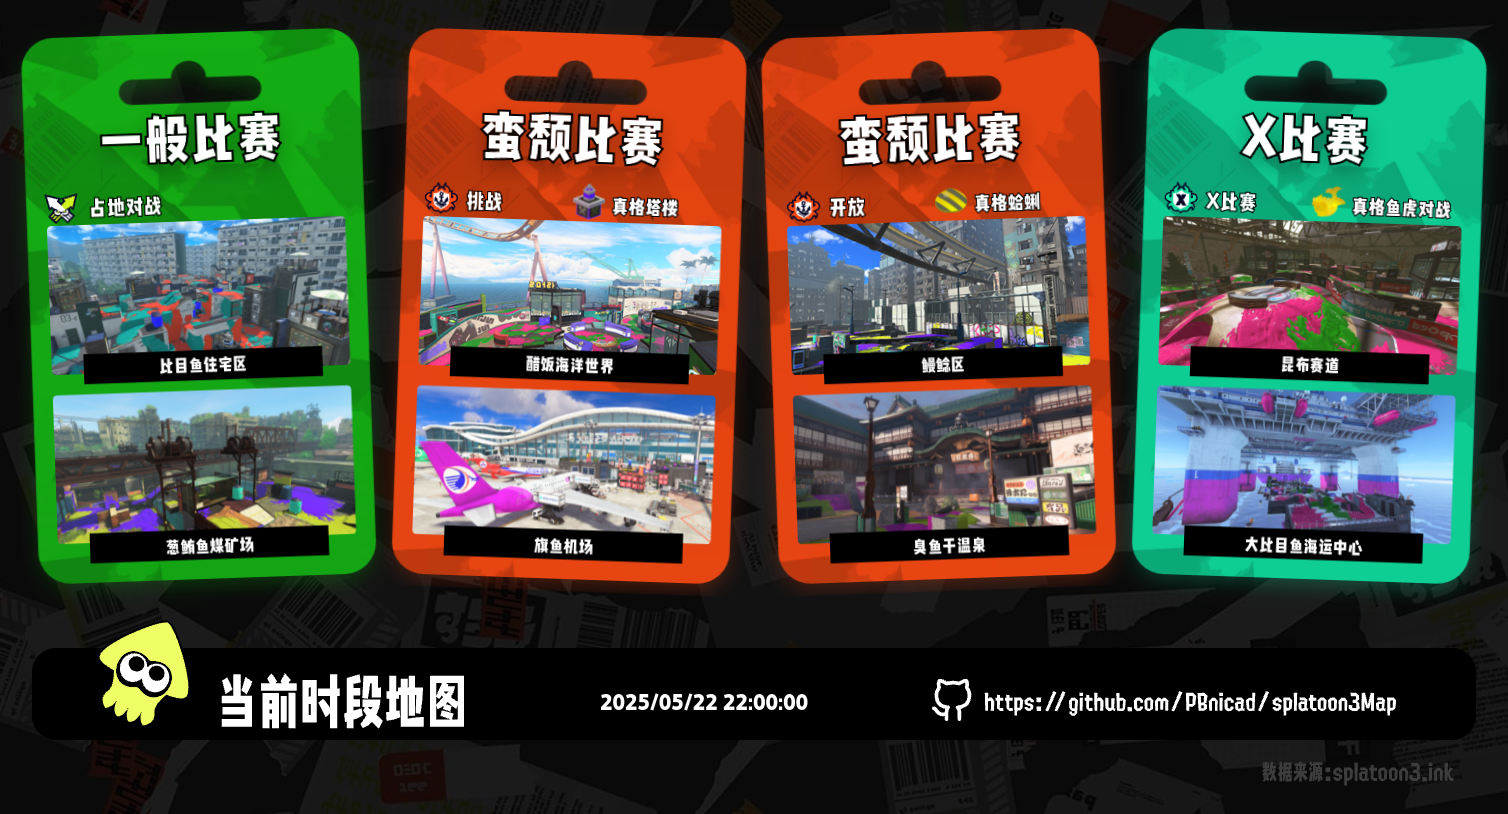 一般比赛
占地对战
比目鱼住宅区
葱鲔鱼煤矿场
蛮颓比赛
挑战
真格塔楼
醋饭海洋世界
旗鱼机场
蛮颓比赛
开放
真格蛤蜊
鳗鲶区
臭鱼干温泉
X比赛
X比赛
真格鱼虎对战
昆布赛道
大比目鱼海运中心
当前时段地图
2025/05/22 22:00:00
https://github.com/PBnicad/splatoon3Map
数据来源:splatoon3.ink